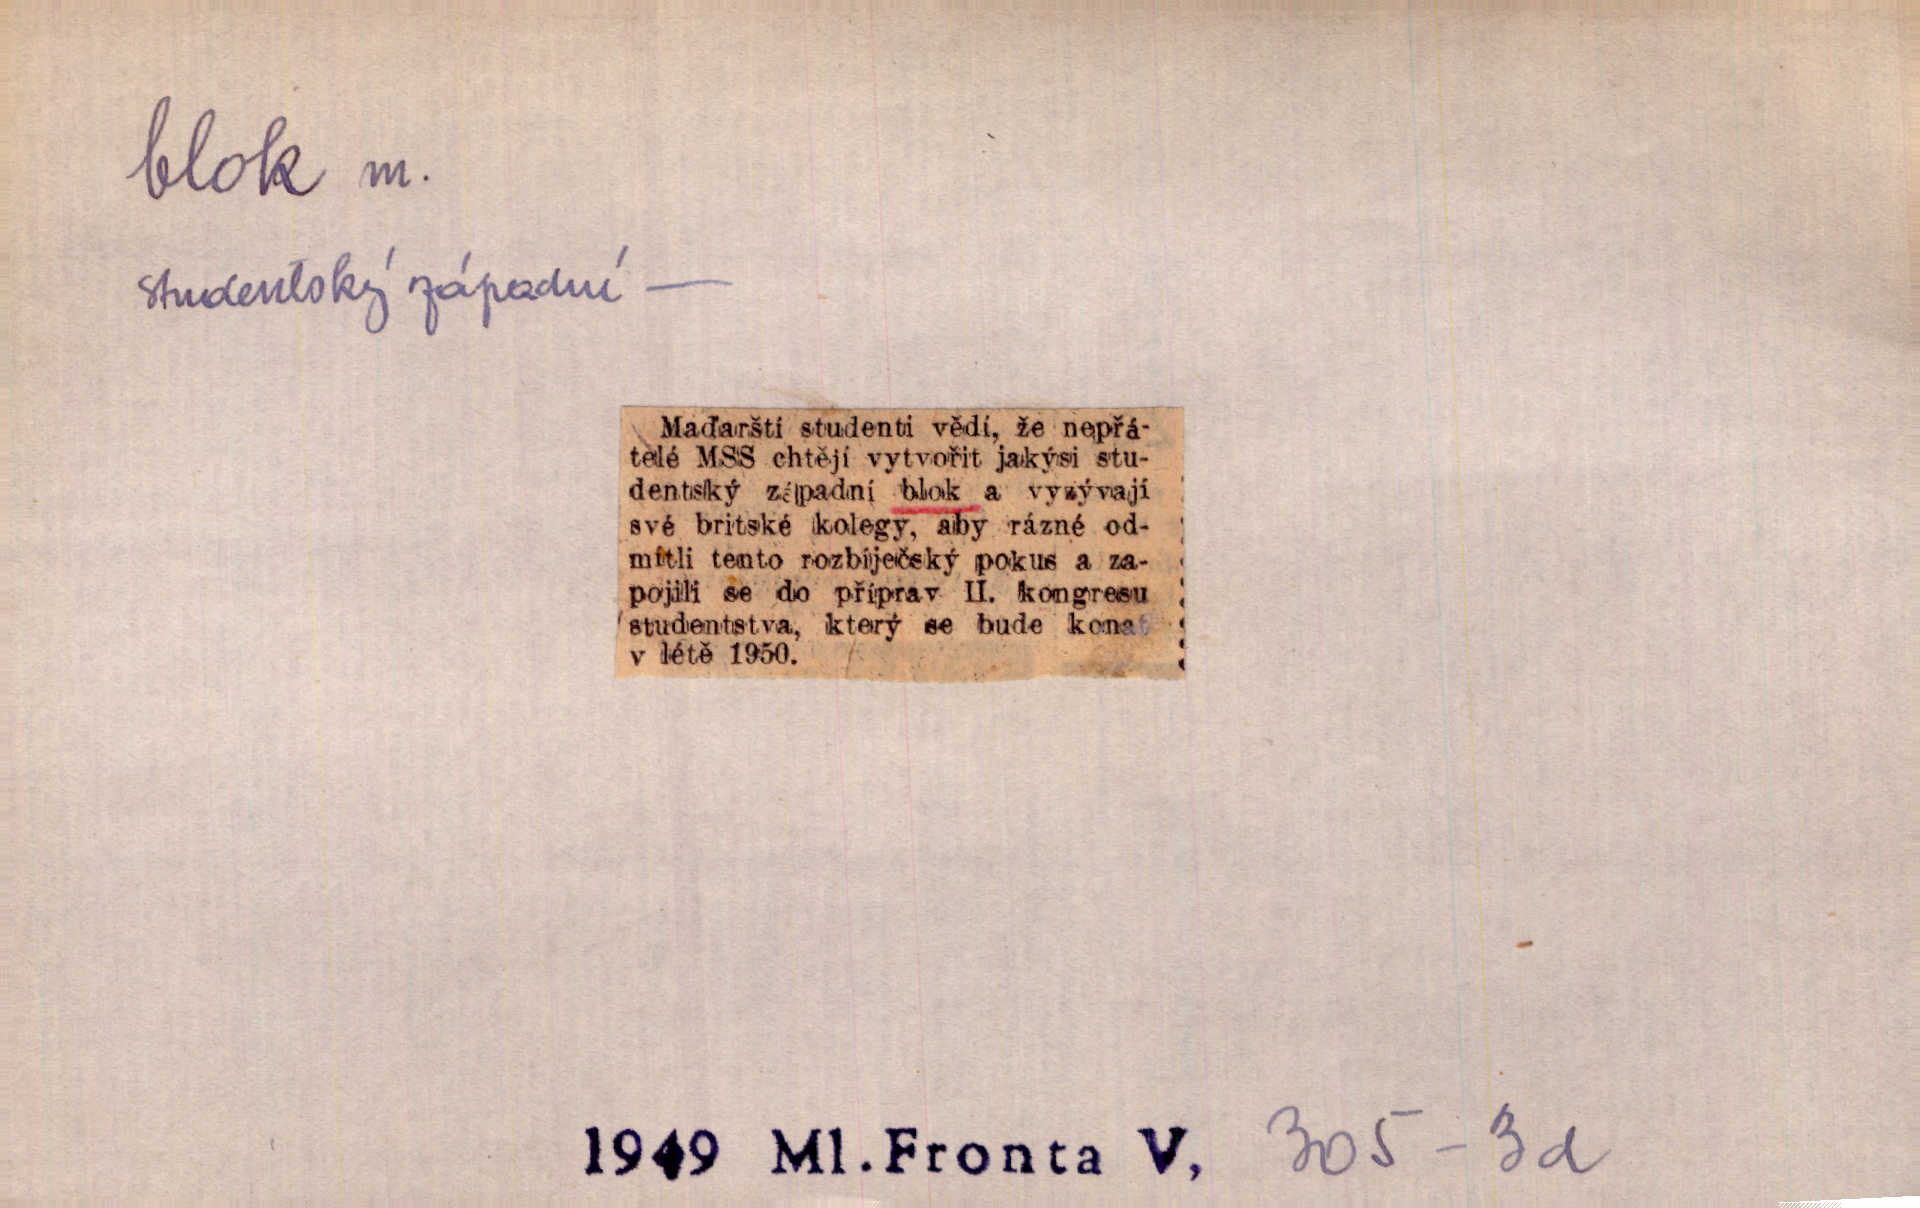 blok m.
studentský západní —
Maďarští studenti vědí, že nepřá-
telé MSS chtějí vytvořit jakýsi stu-
dentský západní blok a vyzývají
své britské kolegy, aby rázné od-
mítli tento rozbíječský pokus a za-
pojili se do příprav II. kongresu
studentstva, který se bude konat
v létě 1950.
1949 Ml.Fronta V, 305 - 3d